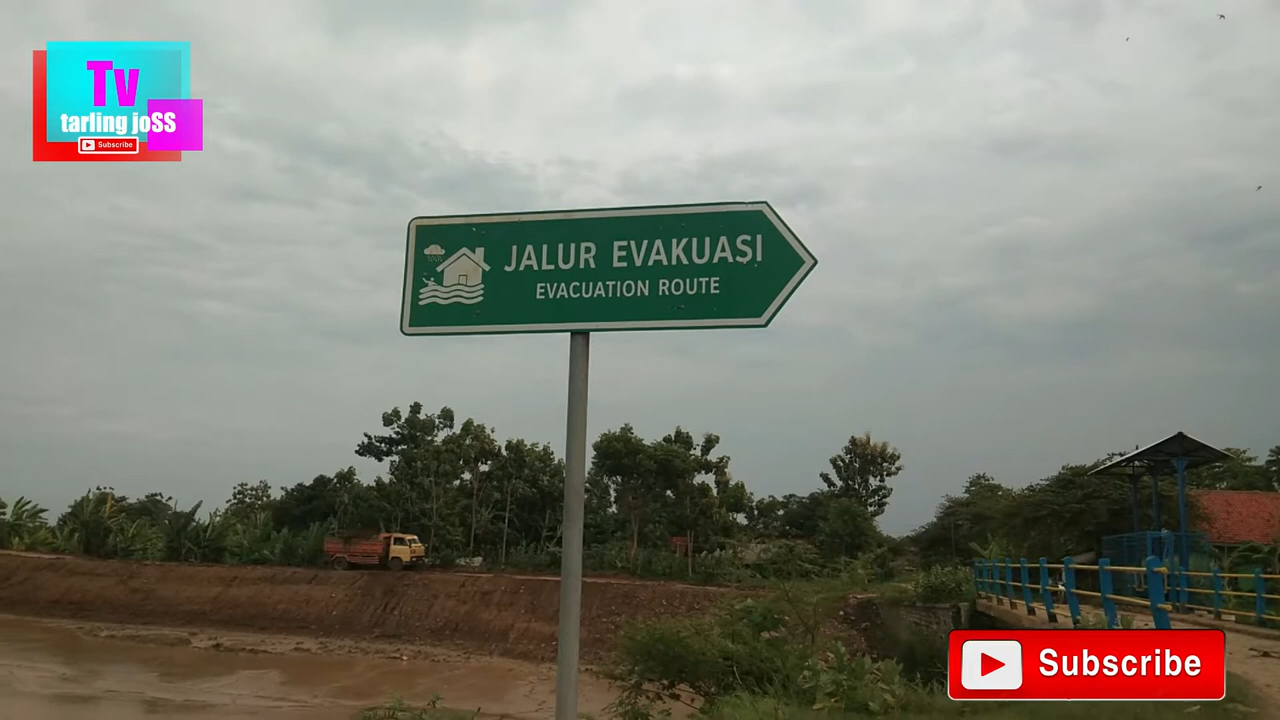 Tv
tarling joSS
Subscribe
JALUR EVAKUASI
EVACUATION ROUTE
Subscribe